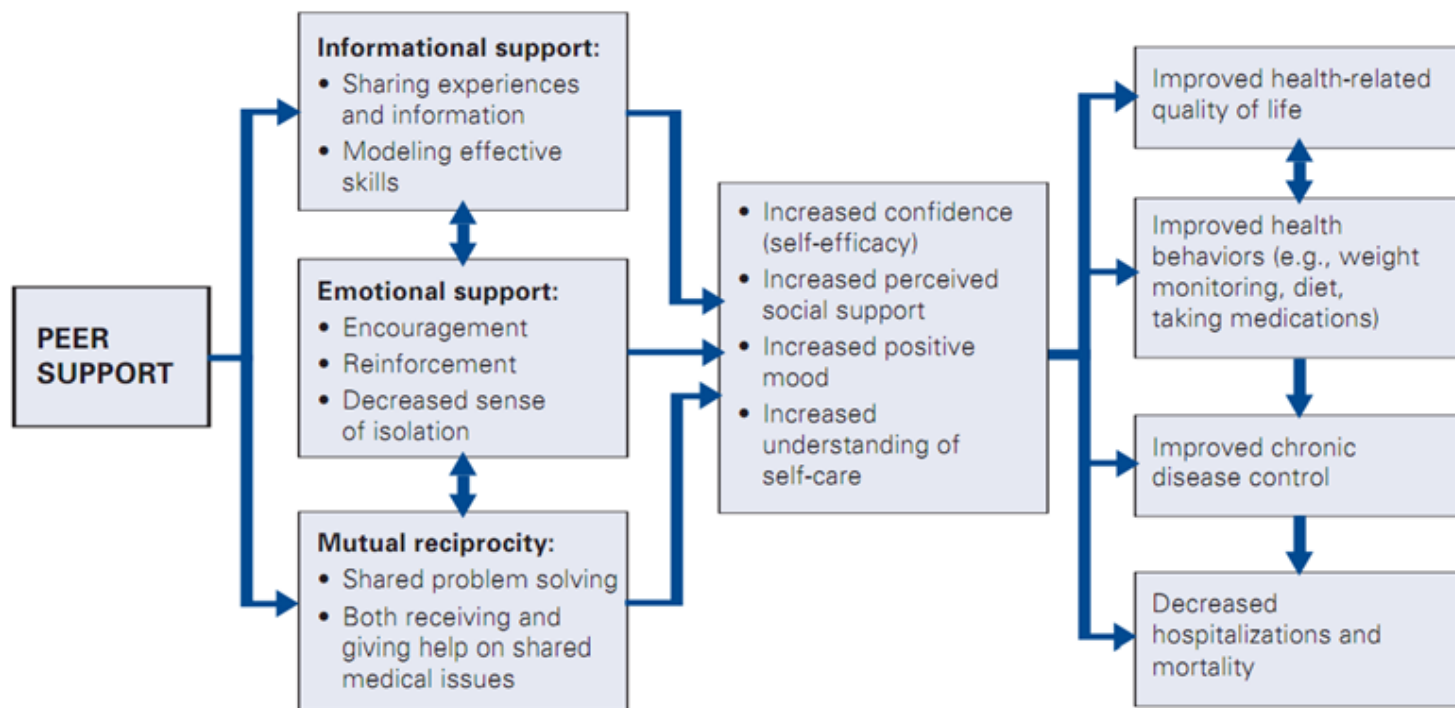 PEER
SUPPORT
Informational support:
• Sharing experiences
and information
• Modeling effective
skills
Emotional support:
• Encouragement
• Reinforcement
• Decreased sense
of isolation
Mutual reciprocity:
• Shared problem solving
• Both receiving and
giving help on shared
medical issues
• Increased confidence
(self-efficacy)
• Increased perceived
social support
• Increased positive
mood
• Increased
understanding of
self-care
Improved health-related
quality of life
Improved health
behaviors (e.g., weight
monitoring, diet,
taking medications)
Improved chronic
disease control
Decreased
hospitalizations and
mortality